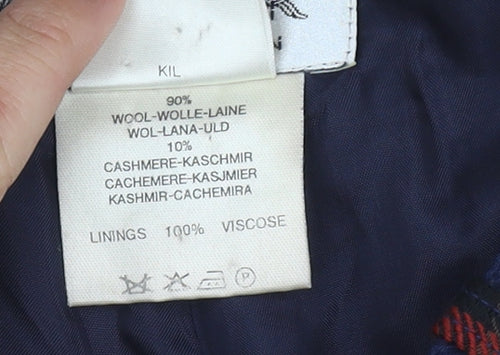 KIL
90%
WOOL-WOLLE-LAINE
WOL-LANA-ULD
10%
CASHMERE-KASCHMIR
CACHEMERE-KASJMIER
KASHMIR-CACHEMIRA
LININGS 100% VISCOSE
P